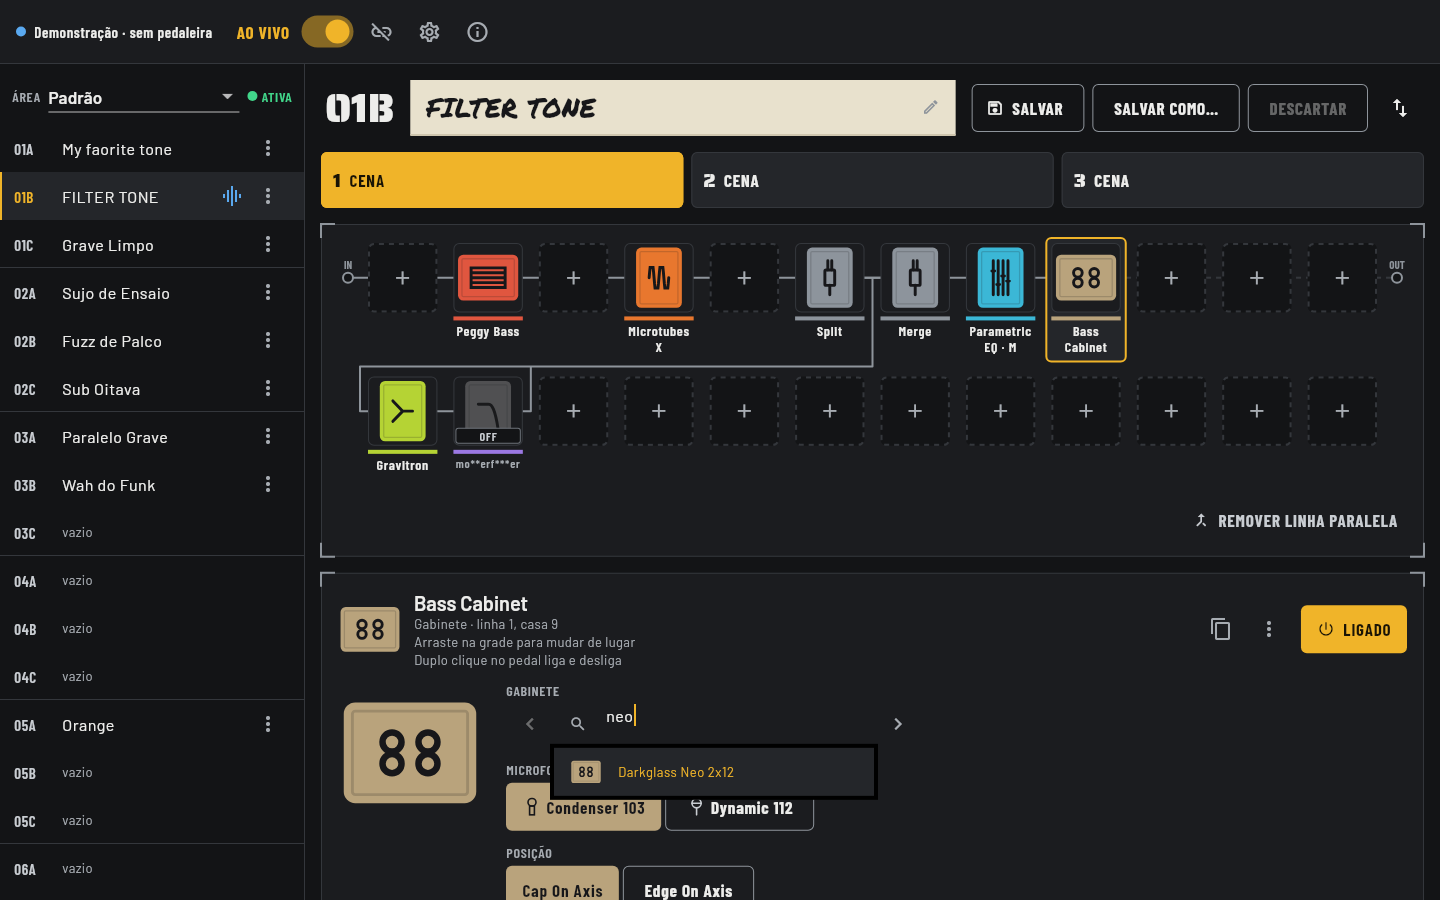 Demonstração · sem pedaleira
AO VIVO
ÁREA Padrão ATIVA
01A My faorite tone
01B FILTER TONE
01C Grave Limpo
02A Sujo de Ensaio
02B Fuzz de Palco
02C Sub Oitava
03A Paralelo Grave
03B Wah do Funk
03C vazio
04A vazio
04B vazio
04C vazio
05A Orange
05B vazio
05C vazio
06A vazio
01B FILTER TONE
SALVAR
SALVAR COMO...
DESCARTAR
1 CENA
2 CENA
3 CENA
IN
OUT
Peggy Bass
Microtubes
X
Split
Merge
Parametric
EQ · M
88
Bass
Cabinet
Gravitron
OFF
mo**erf***er
REMOVER LINHA PARALELA
88
Bass Cabinet
Gabinete · linha 1, casa 9
Arraste na grade para mudar de lugar
Duplo clique no pedal liga e desliga
LIGADO
88
GABINETE
neo
88 Darkglass Neo 2x12
MICROFO
Condenser 103
Dynamic 112
POSIÇÃO
Cap On Axis
Edge On Axis